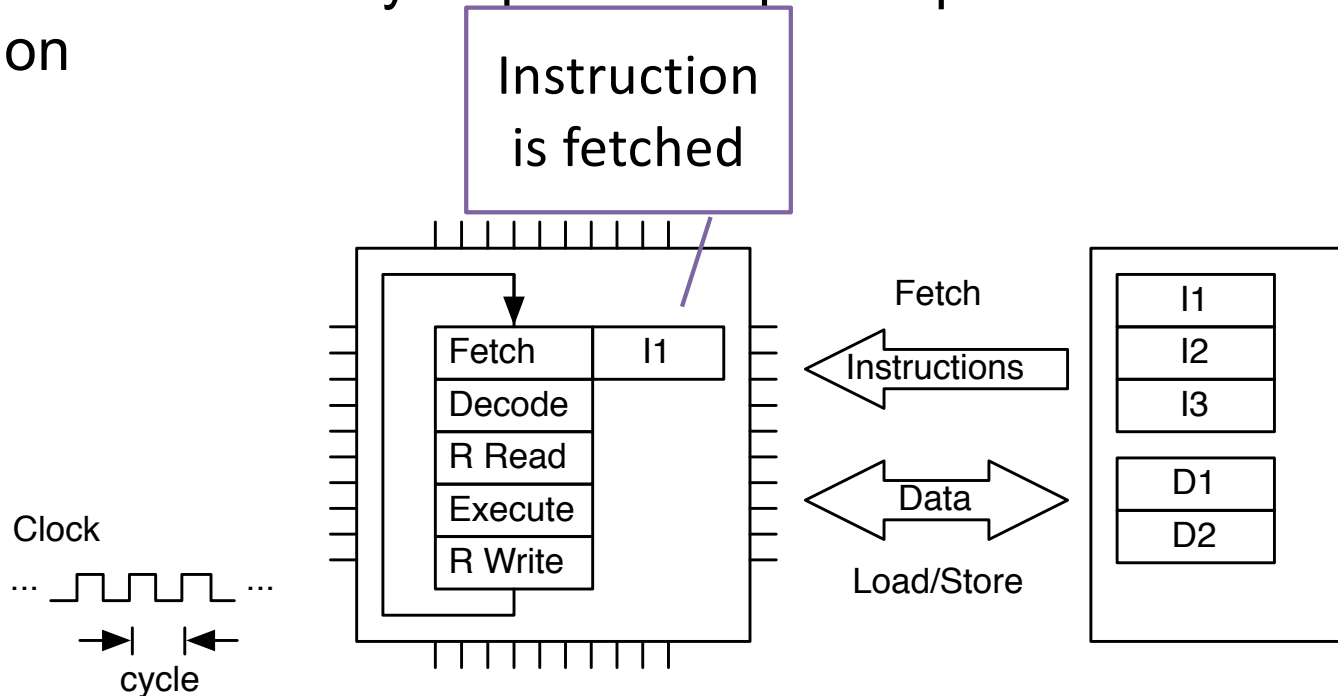 on
Instruction
is fetched
Fetch
I1
Fetch
I1
Instructions
I2
Decode
I3
R Read
D1
Data
Execute
D2
Clock
R Write
Load/Store
... ...
cycle